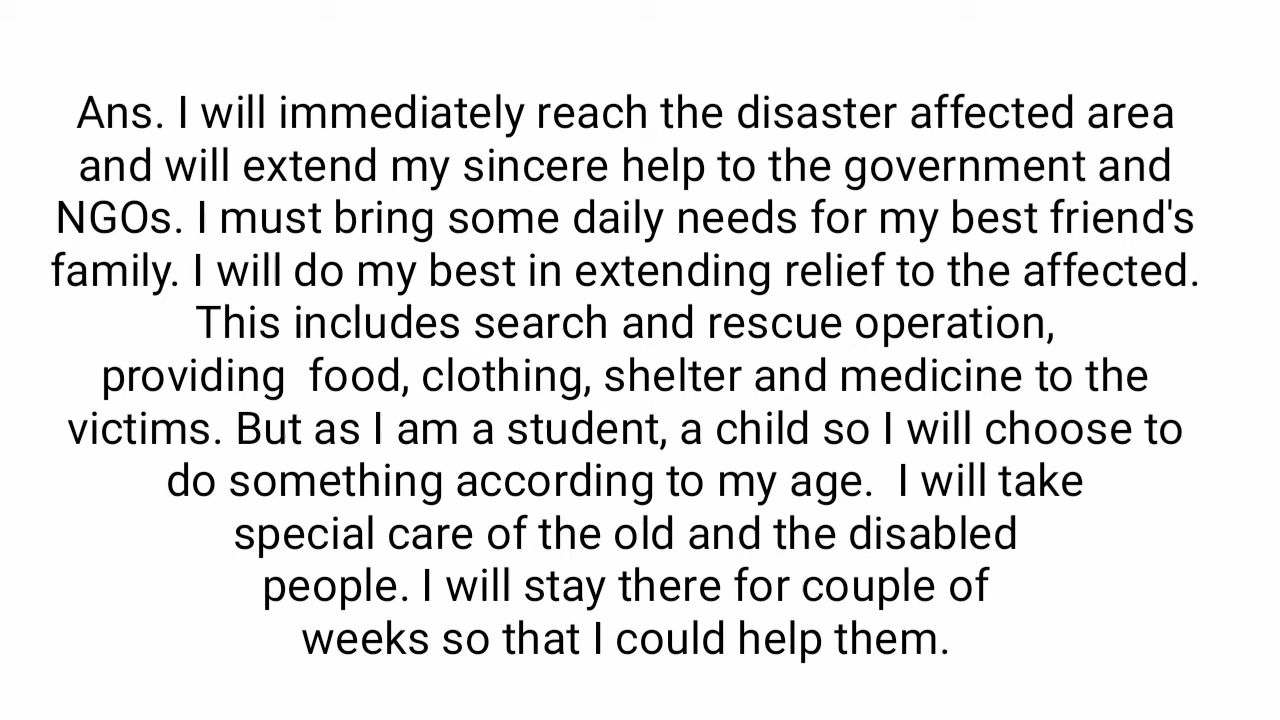 Ans. I will immediately reach the disaster affected area
and will extend my sincere help to the government and
NGOs. I must bring some daily needs for my best friend's
family. I will do my best in extending relief to the affected.
This includes search and rescue operation,
providing  food, clothing, shelter and medicine to the
victims. But as I am a student, a child so I will choose to
do something according to my age.  I will take
special care of the old and the disabled
people. I will stay there for couple of
weeks so that I could help them.